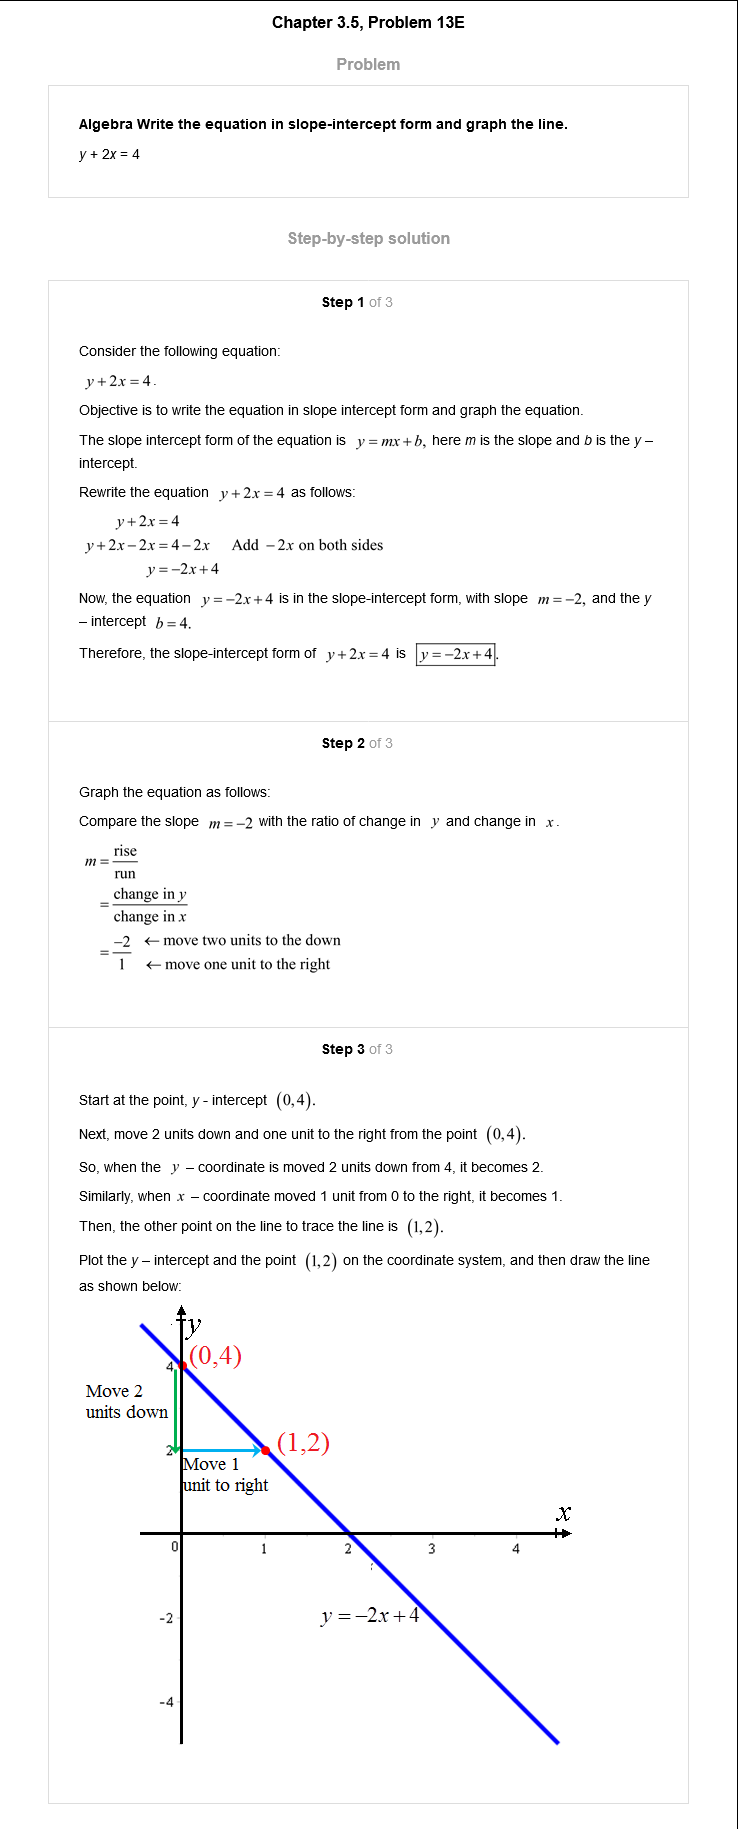 Chapter 3.5, Problem 13E
Problem
Algebra Write the equation in slope-intercept form and graph the line.
y + 2x = 4
Step-by-step solution
Step 1 of 3
Consider the following equation:
y + 2x = 4.
Objective is to write the equation in slope intercept form and graph the equation.
The slope intercept form of the equation is y = mx + b, here m is the slope and b is the y –
intercept.
Rewrite the equation y + 2x = 4 as follows:
y + 2x = 4
y + 2x − 2x = 4 − 2x Add −2x on both sides
y = −2x + 4
Now, the equation y = −2x + 4 is in the slope-intercept form, with slope m = −2, and the y
– intercept b = 4.
Therefore, the slope-intercept form of y + 2x = 4 is y = −2x + 4.
Step 2 of 3
Graph the equation as follows:
Compare the slope m = −2 with the ratio of change in y and change in x.
m = rise
run
= change in y
change in x
= −2 ← move two units to the down
1 ← move one unit to the right
Step 3 of 3
Start at the point, y - intercept (0,4).
Next, move 2 units down and one unit to the right from the point (0,4).
So, when the y – coordinate is moved 2 units down from 4, it becomes 2.
Similarly, when x – coordinate moved 1 unit from 0 to the right, it becomes 1.
Then, the other point on the line to trace the line is (1,2).
Plot the y – intercept and the point (1,2) on the coordinate system, and then draw the line
as shown below:
y
(0,4)
4
Move 2
units down
(1,2)
2
Move 1
unit to right
x
0 1 2 3 4
-2
y = −2x + 4
-4